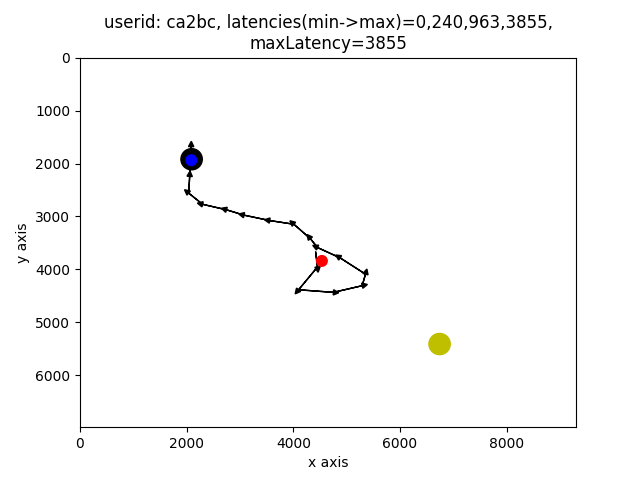 userid: ca2bc, latencies(min->max)=0,240,963,3855,
maxLatency=3855
0
1000
2000
3000
4000
5000
6000
y axis
0 2000 4000 6000 8000
x axis